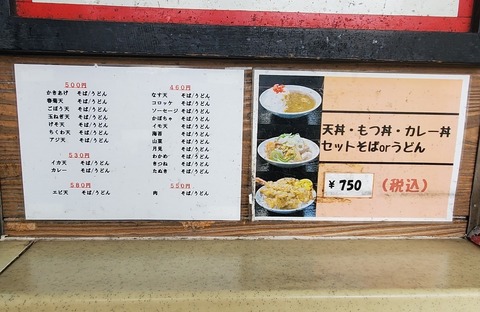 500円
かきあげ そば/うどん
春菊天 そば/うどん
ごぼう天 そば/うどん
玉ねぎ天 そば/うどん
げそ天 そば/うどん
ちくわ天 そば/うどん
アジ天 そば/うどん
530円
イカ天 そば/うどん
カレー そば/うどん
580円
エビ天 そば/うどん
460円
なす天 そば/うどん
コロッケ そば/うどん
ソーセージ そば/うどん
かぼちゃ そば/うどん
イモ天 そば/うどん
海苔 そば/うどん
山菜 そば/うどん
月見 そば/うどん
わかめ そば/うどん
きつね そば/うどん
たぬき そば/うどん
550円
肉 そば/うどん
天丼・もつ丼・カレー丼
セットそばorうどん
¥750 (税込)